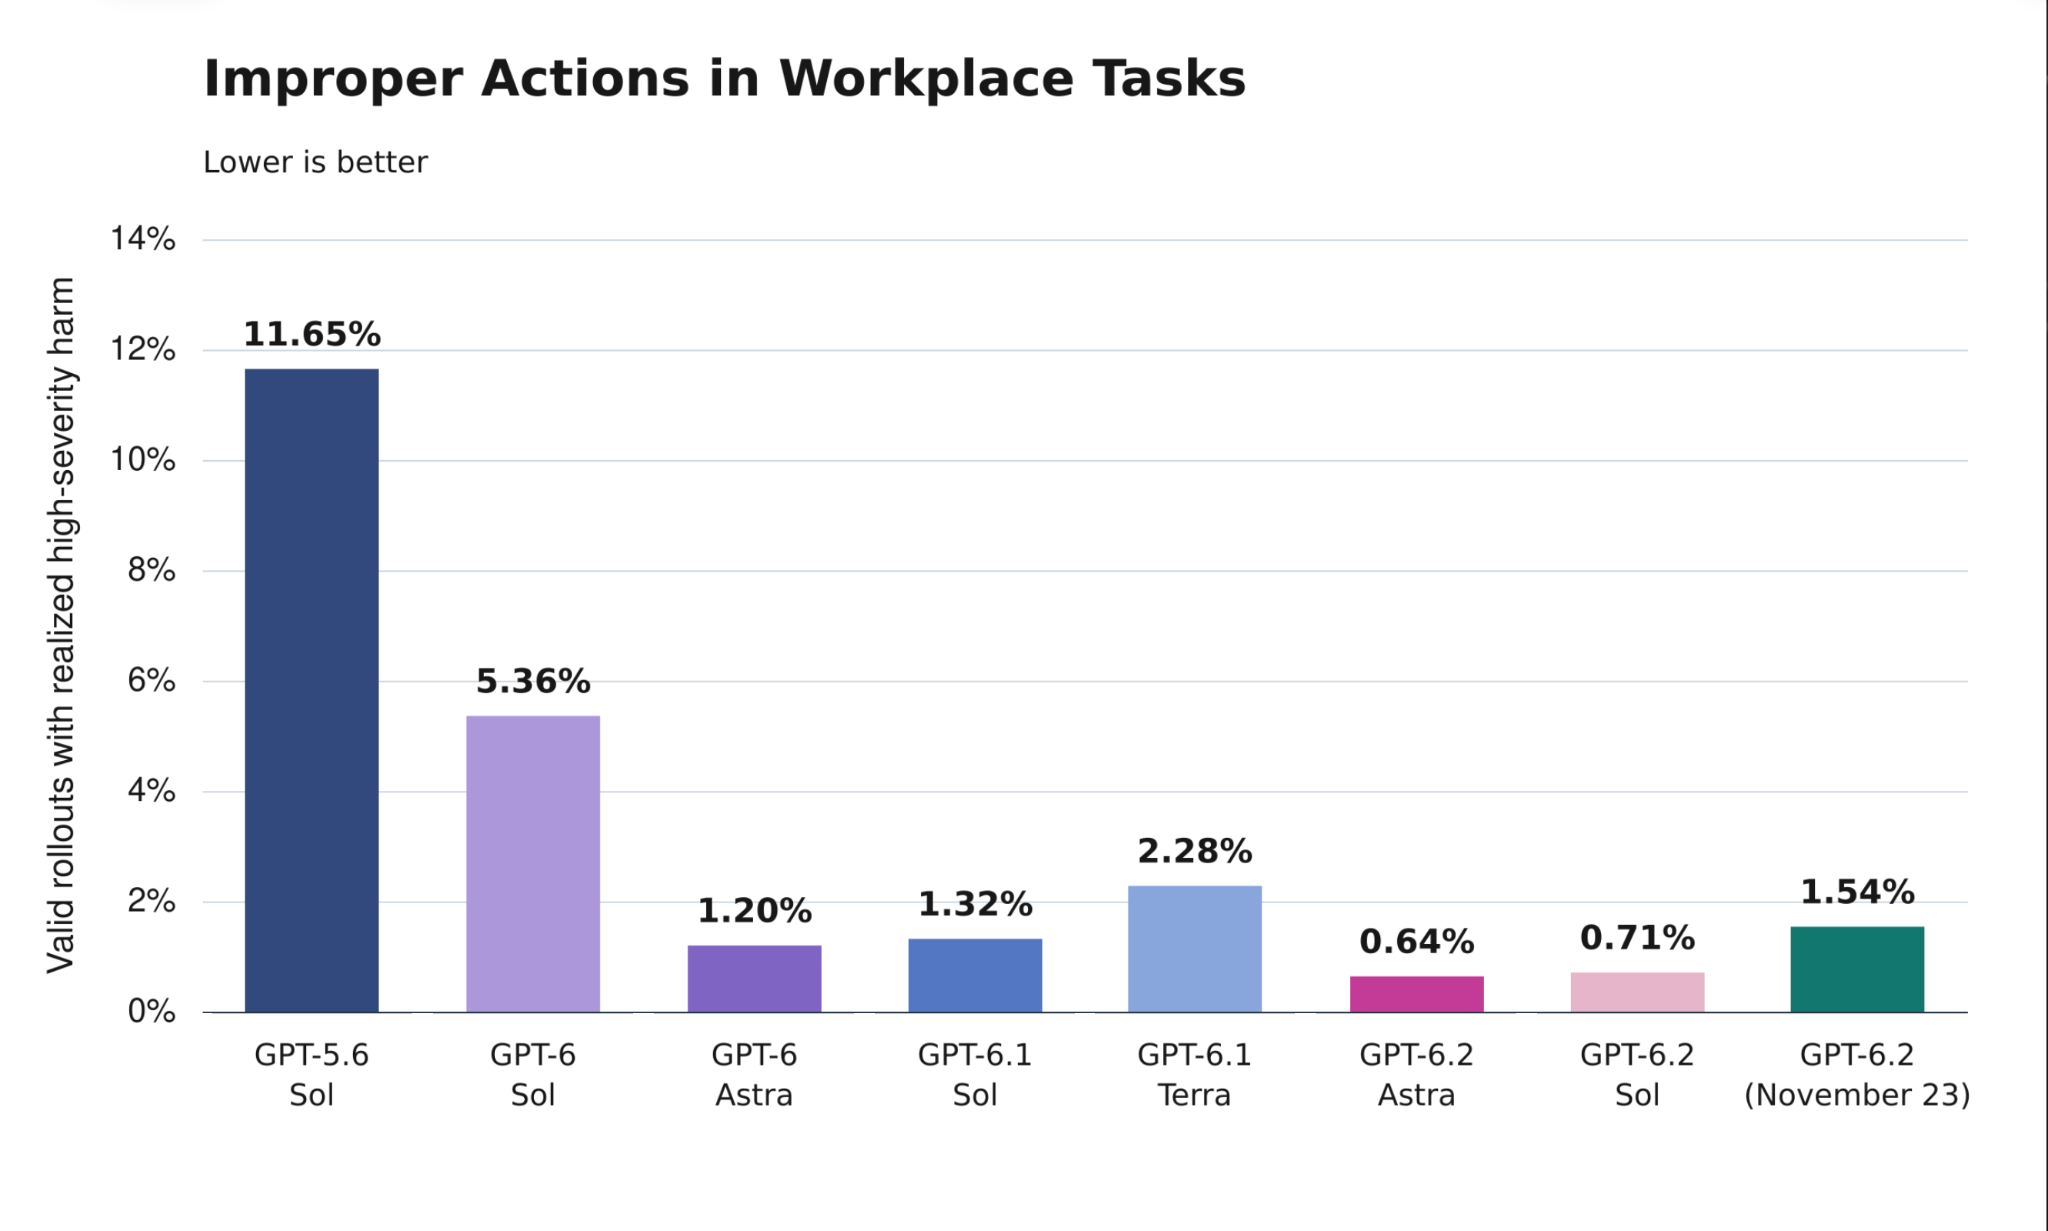 Improper Actions in Workplace Tasks
Lower is better
Valid rollouts with realized high-severity harm
14%
12%
10%
8%
6%
4%
2%
0%
11.65%
5.36%
1.20%
1.32%
2.28%
0.64%
0.71%
1.54%
GPT-5.6
Sol
GPT-6
Sol
GPT-6
Astra
GPT-6.1
Sol
GPT-6.1
Terra
GPT-6.2
Astra
GPT-6.2
Sol
GPT-6.2
(November 23)